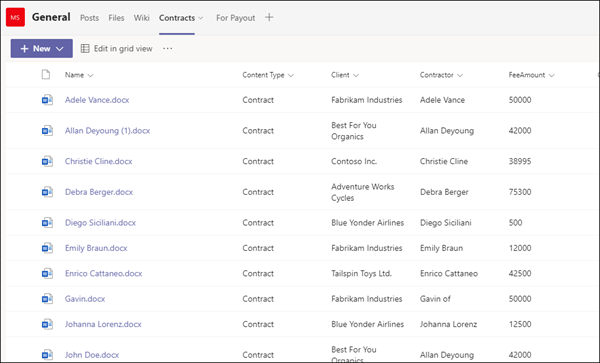 MS General Posts Files Wiki Contracts For Payout
New Edit in grid view ...
Name Content Type Client Contractor FeeAmount
Adele Vance.docx Contract Fabrikam Industries Adele Vance 50000
Allan Deyoung (1).docx Contract Best For You Organics Allan Deyoung 42000
Christie Cline.docx Contract Contoso Inc. Christie Cline 38995
Debra Berger.docx Contract Adventure Works Cycles Debra Berger 75300
Diego Siciliani.docx Contract Blue Yonder Airlines Diego Siciliani 500
Emily Braun.docx Contract Fabrikam Industries Emily Braun 12000
Enrico Cattaneo.docx Contract Tailspin Toys Ltd. Enrico Cattaneo 42500
Gavin.docx Contract Fabrikam Industries Gavin of 50000
Johanna Lorenz.docx Contract Blue Yonder Airlines Johanna Lorenz 12500
John Doe.docx Contract Best For You Contractor A 42000